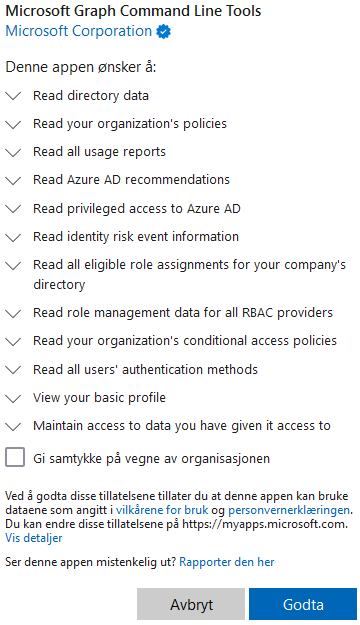 Microsoft Graph Command Line Tools
Microsoft Corporation
Denne appen ønsker å:
Read directory data
Read your organization's policies
Read all usage reports
Read Azure AD recommendations
Read privileged access to Azure AD
Read identity risk event information
Read all eligible role assignments for your company's
directory
Read role management data for all RBAC providers
Read your organization's conditional access policies
Read all users' authentication methods
View your basic profile
Maintain access to data you have given it access to
Gi samtykke på vegne av organisasjonen
Ved å godta disse tillatelsene tillater du at denne appen kan bruke
dataene som angitt i vilkårene for bruk og personvernerklæringen.
Du kan endre disse tillatelsene på https://myapps.microsoft.com.
Vis detaljer
Ser denne appen mistenkelig ut? Rapporter den her
Avbryt Godta